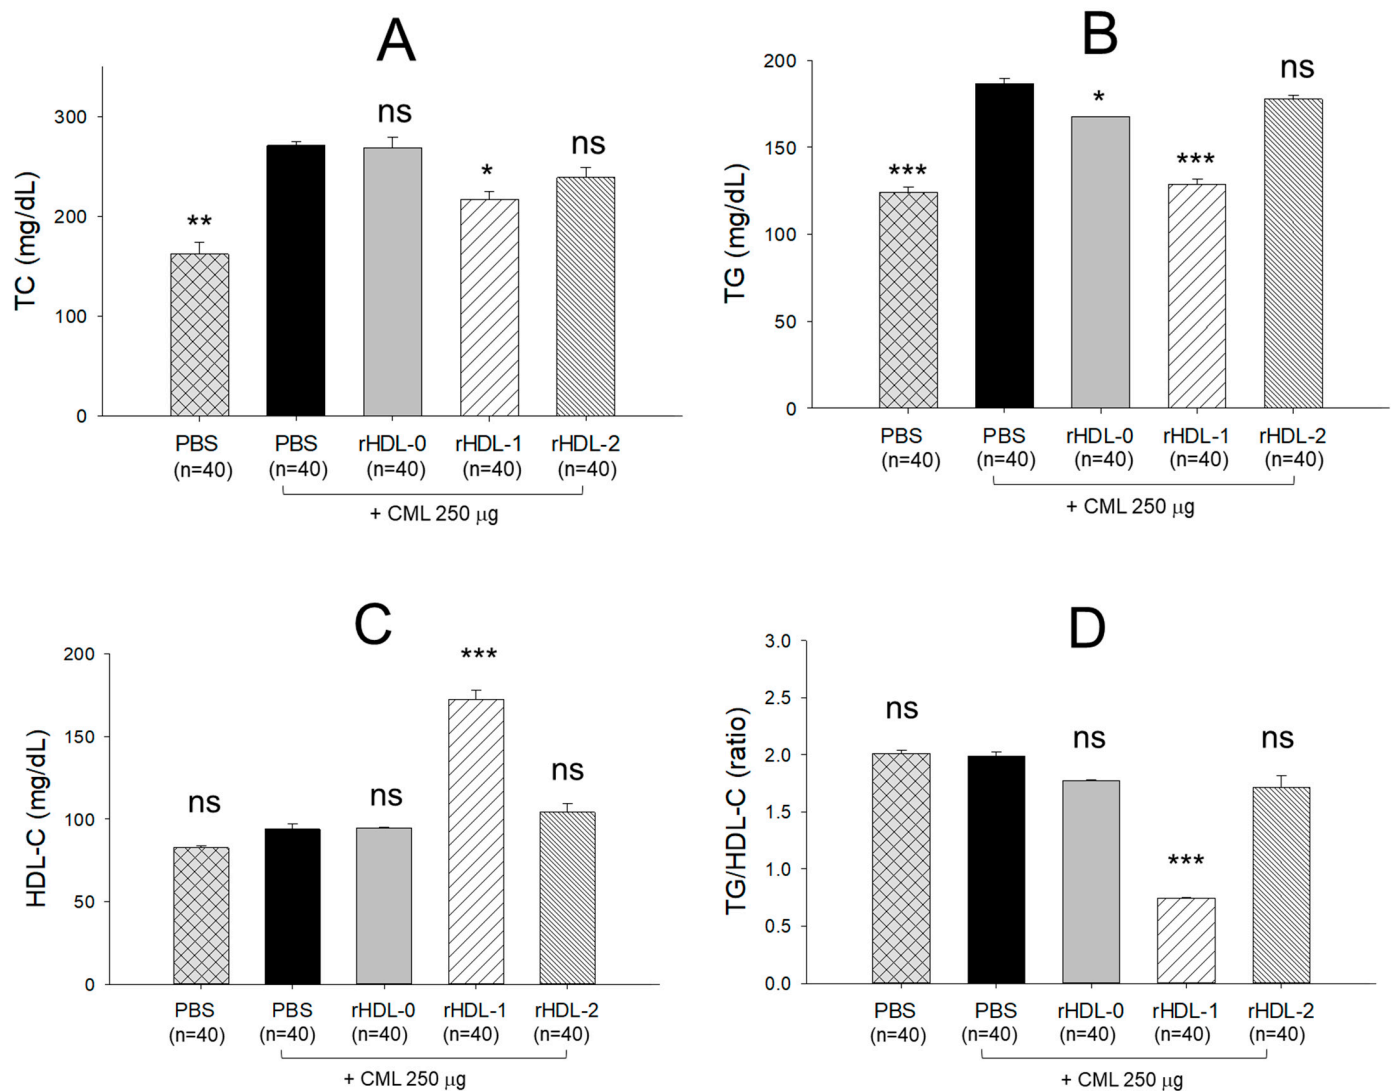 A
TC (mg/dL)
300
200
100
0
**
ns
*
ns
PBS PBS rHDL-0 rHDL-1 rHDL-2
(n=40) (n=40) (n=40) (n=40) (n=40)
+ CML 250 μg
B
TG (mg/dL)
200
150
100
50
0
***
*
***
ns
PBS PBS rHDL-0 rHDL-1 rHDL-2
(n=40) (n=40) (n=40) (n=40) (n=40)
+ CML 250 μg
C
HDL-C (mg/dL)
200
150
100
50
0
ns
ns
***
ns
PBS PBS rHDL-0 rHDL-1 rHDL-2
(n=40) (n=40) (n=40) (n=40) (n=40)
+ CML 250 μg
D
TG/HDL-C (ratio)
3.0
2.5
2.0
1.5
1.0
0.5
0.0
ns
ns
***
ns
PBS PBS rHDL-0 rHDL-1 rHDL-2
(n=40) (n=40) (n=40) (n=40) (n=40)
+ CML 250 μg